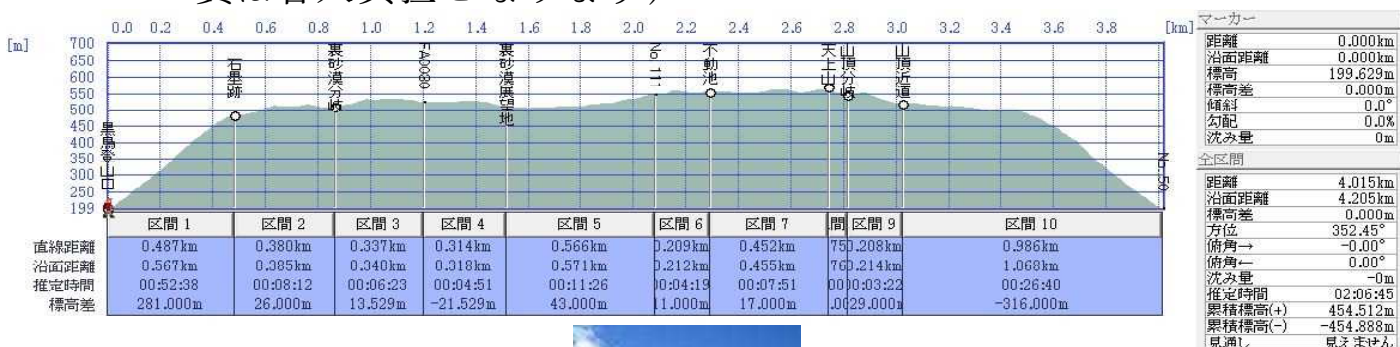 0.0 0.2 0.4 0.6 0.8 1.0 1.2 1.4 1.6 1.8 2.0 2.2 2.4 2.6 2.8 3.0 3.2 3.4 3.6 3.8 [km]
[m]
700
650
600
550
500
450
400
350
300
250
199
石墨跡
裏砂漠分岐
裏砂漠展望地
不動池
天上山
山頂分岐
山頂近道
No.50
区間 1 区間 2 区間 3 区間 4 区間 5 区間 6 区間 7 間 区間 9 区間 10
直線距離 0.487km 0.380km 0.337km 0.314km 0.566km 0.209km 0.452km 75 0.208km 0.986km
沿面距離 0.567km 0.385km 0.340km 0.318km 0.571km 0.212km 0.455km 76 0.214km 1.068km
推定時間 00:52:38 00:08:12 00:06:23 00:04:51 00:11:26 00:04:19 00:07:51 00:03:22 00:26:40
標高差 281.000m 26.000m 13.529m -21.529m 43.000m 11.000m 17.000m 29.000m -316.000m
マーカー
距離 0.000km
沿面距離 0.000km
標高 199.629m
標高差 0.000m
傾斜 0.0°
勾配 0.0%
沈み量 0m
全区間
距離 4.015km
沿面距離 4.205km
標高差 0.000m
方位 352.45°
俯角→ -0.00°
俯角← 0.00°
沈み量 -0m
推定時間 02:06:45
累積標高(+) 454.512m
累積標高(-) -454.888m
見通し 見えません